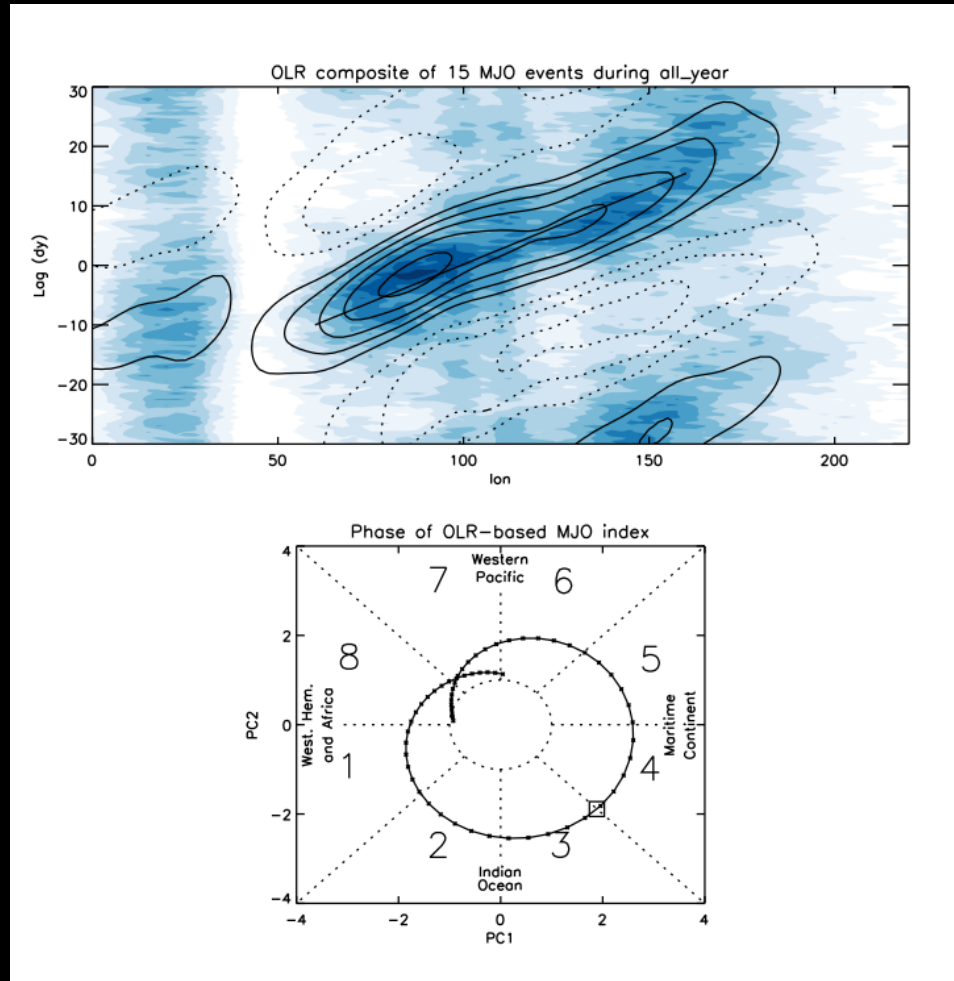 OLR composite of 15 MJO events during all_year
30
20
10
0
-10
-20
-30
Lag (dy)
0 50 100 150 200
lon
Phase of OLR-based MJO index
4
2
0
-2
-4
PC2
Western
Pacific
7 6
8 5
West. Hem.
and Africa
Maritime
Continent
1 4
2 3
Indian
Ocean
-4 -2 0 2 4
PC1